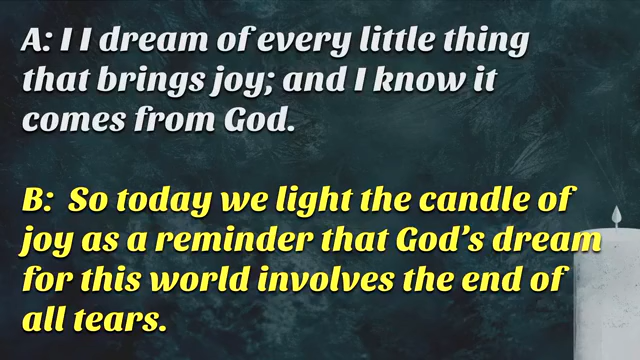 A: I I dream of every little thing
that brings joy; and I know it
comes from God.
B:  So today we light the candle of
joy as a reminder that God's dream
for this world involves the end of
all tears.